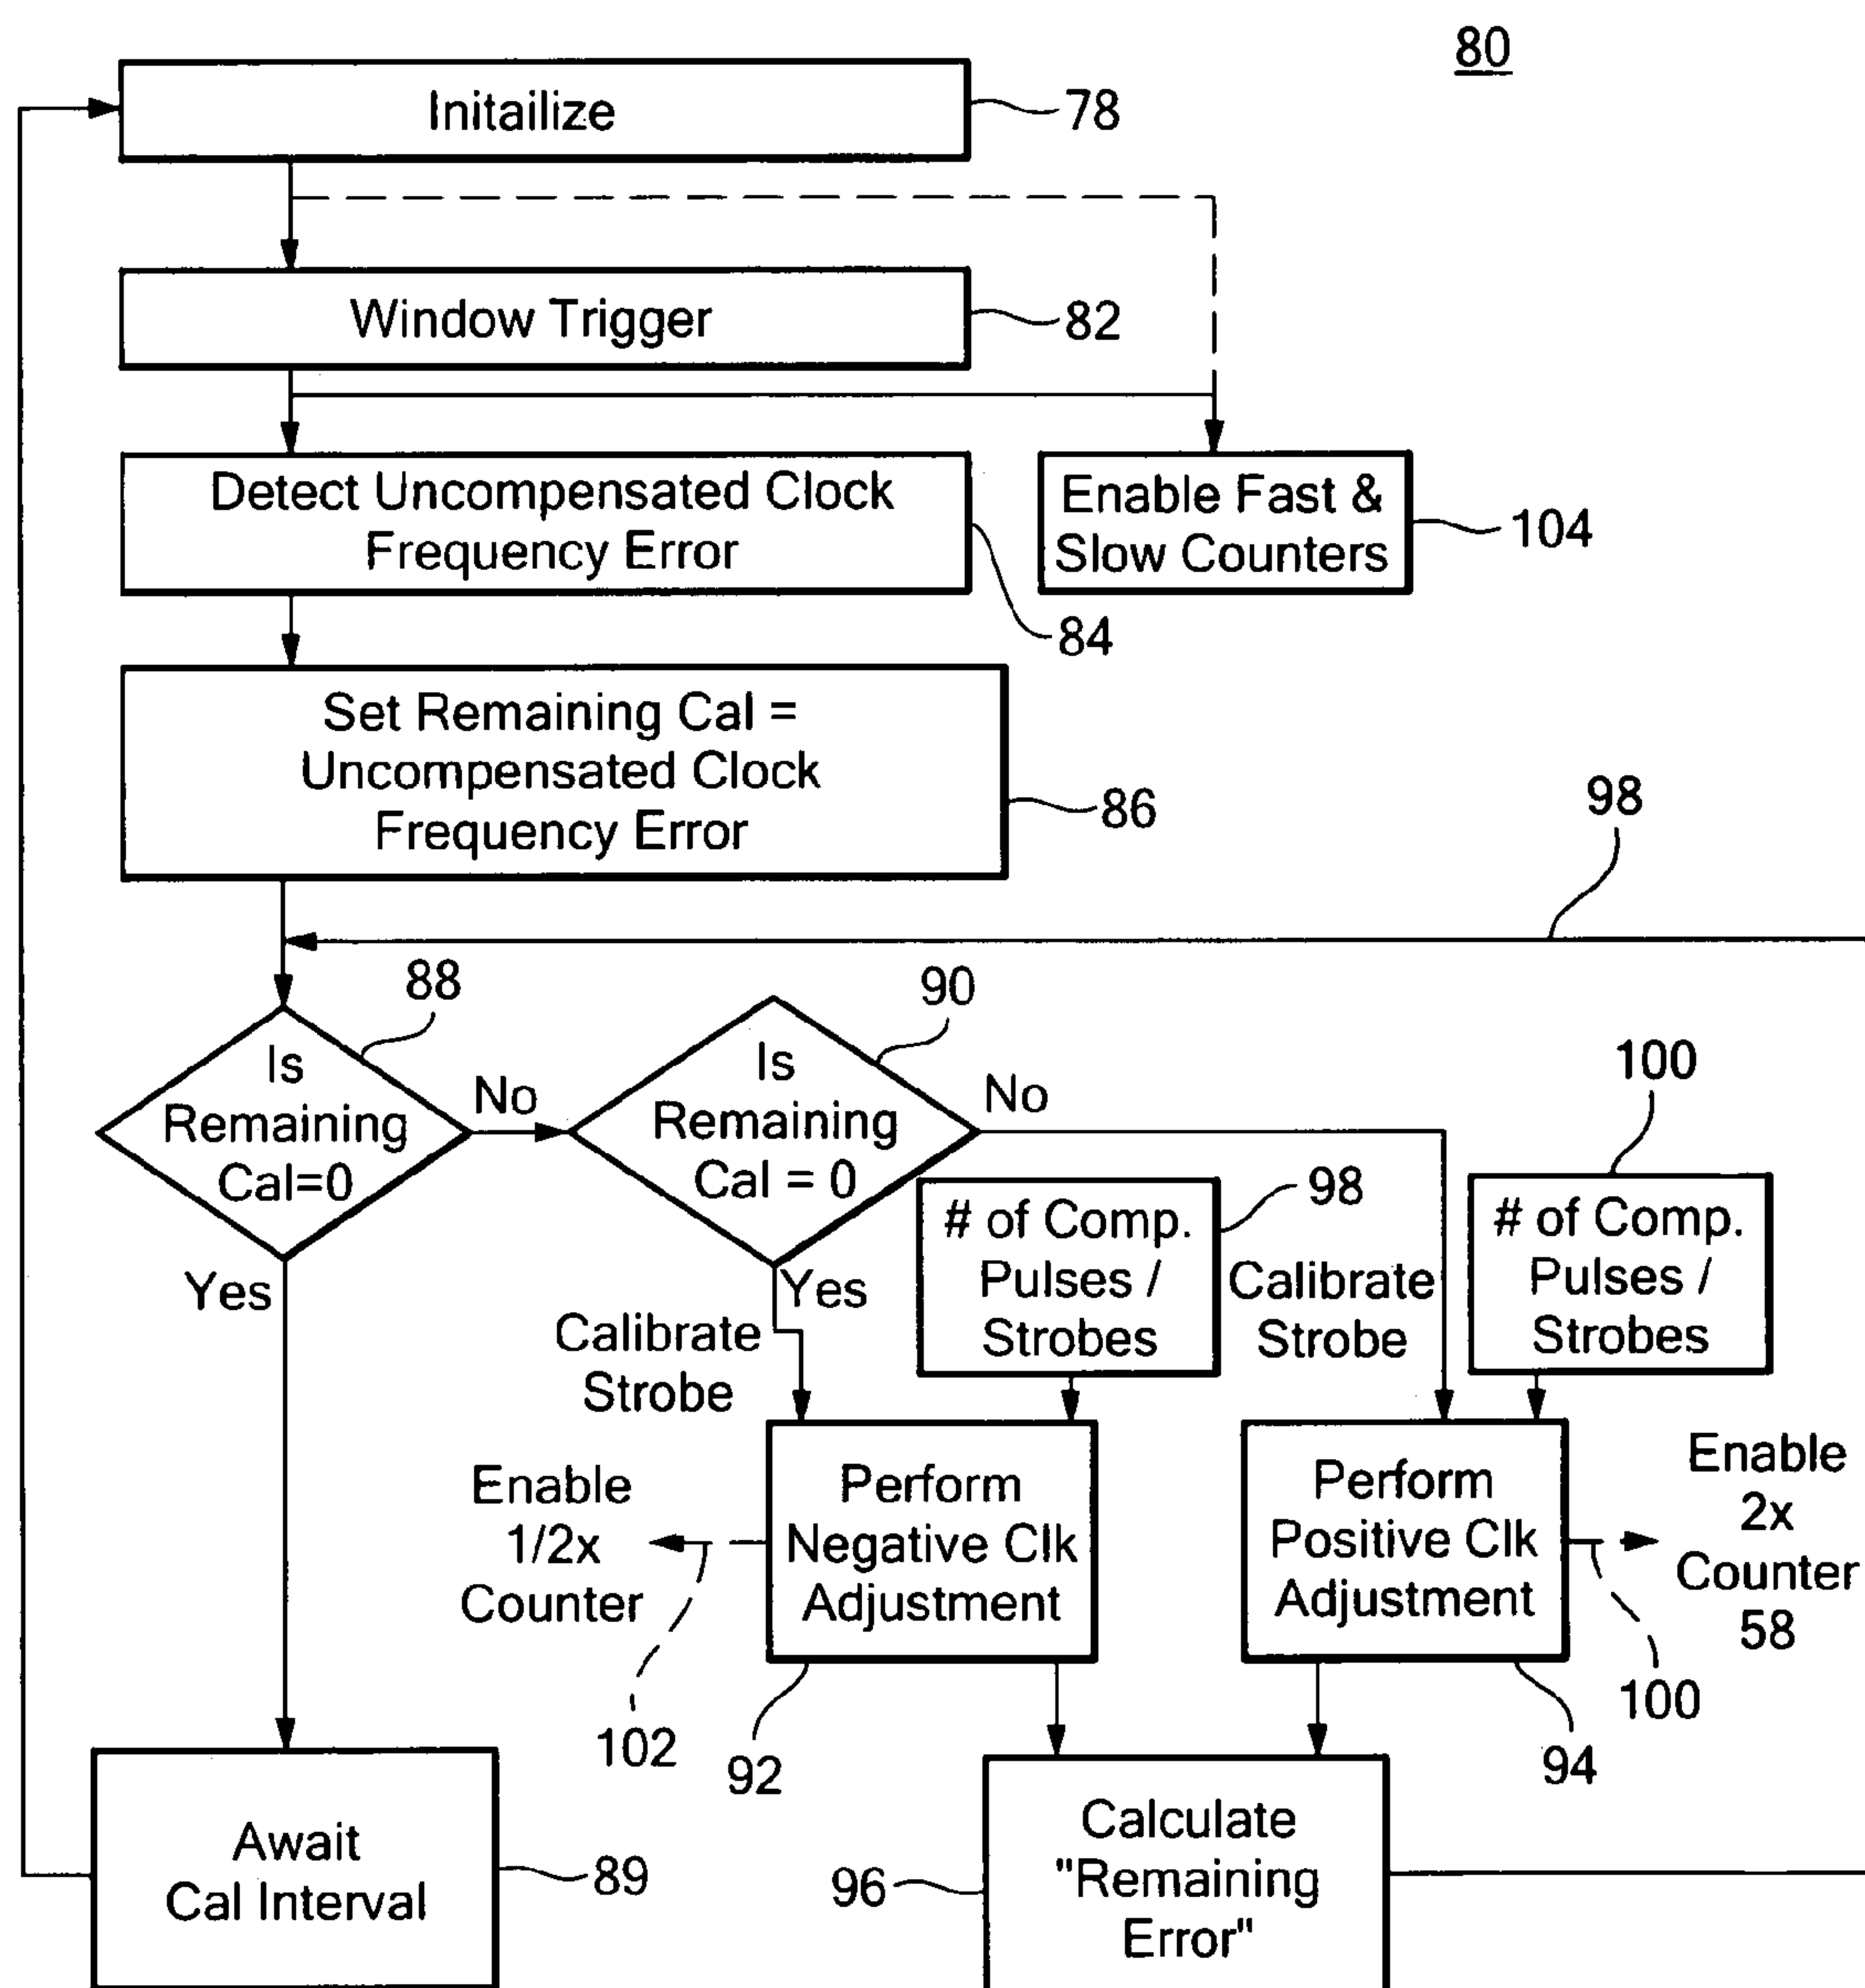 80
Initailize
78
Window Trigger
82
Detect Uncompensated Clock
Frequency Error
84
Enable Fast &
Slow Counters
104
Set Remaining Cal =
Uncompensated Clock
Frequency Error
86
98
88
Is
Remaining
Cal=0
No
Yes
90
Is
Remaining
Cal = 0
No
Yes
Calibrate
Strobe
# of Comp.
Pulses /
Strobes
98
Calibrate
Strobe
100
# of Comp.
Pulses /
Strobes
Enable
1/2x
Counter
102
Perform
Negative Clk
Adjustment
92
Perform
Positive Clk
Adjustment
94
Enable
2x
Counter
58
100
Await
Cal Interval
89
96
Calculate
"Remaining
Error"